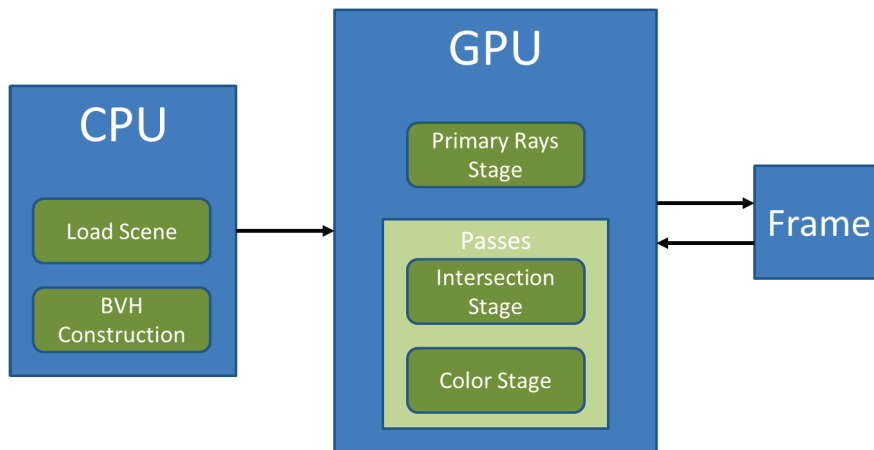 CPU
Load Scene
BVH
Construction
GPU
Primary Rays
Stage
Passes
Intersection
Stage
Color Stage
Frame